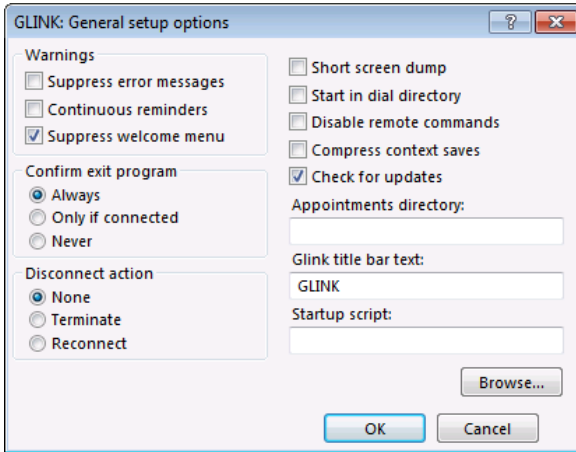 GLINK: General setup options
Warnings
Suppress error messages
Continuous reminders
Suppress welcome menu
Confirm exit program
Always
Only if connected
Never
Disconnect action
None
Terminate
Reconnect
Short screen dump
Start in dial directory
Disable remote commands
Compress context saves
Check for updates
Appointments directory:
Glink title bar text:
GLINK
Startup script:
Browse...
OK
Cancel